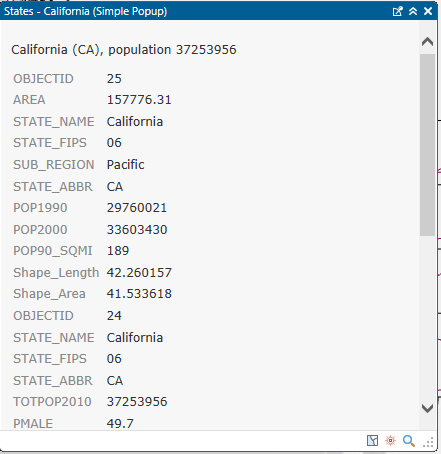 States - California (Simple Popup)
California (CA), population 37253956
OBJECTID 25
AREA 157776.31
STATE_NAME California
STATE_FIPS 06
SUB_REGION Pacific
STATE_ABBR CA
POP1990 29760021
POP2000 33603430
POP90_SQMI 189
Shape_Length 42.260157
Shape_Area 41.533618
OBJECTID 24
STATE_NAME California
STATE_FIPS 06
STATE_ABBR CA
TOTPOP2010 37253956
PMALE 49.7